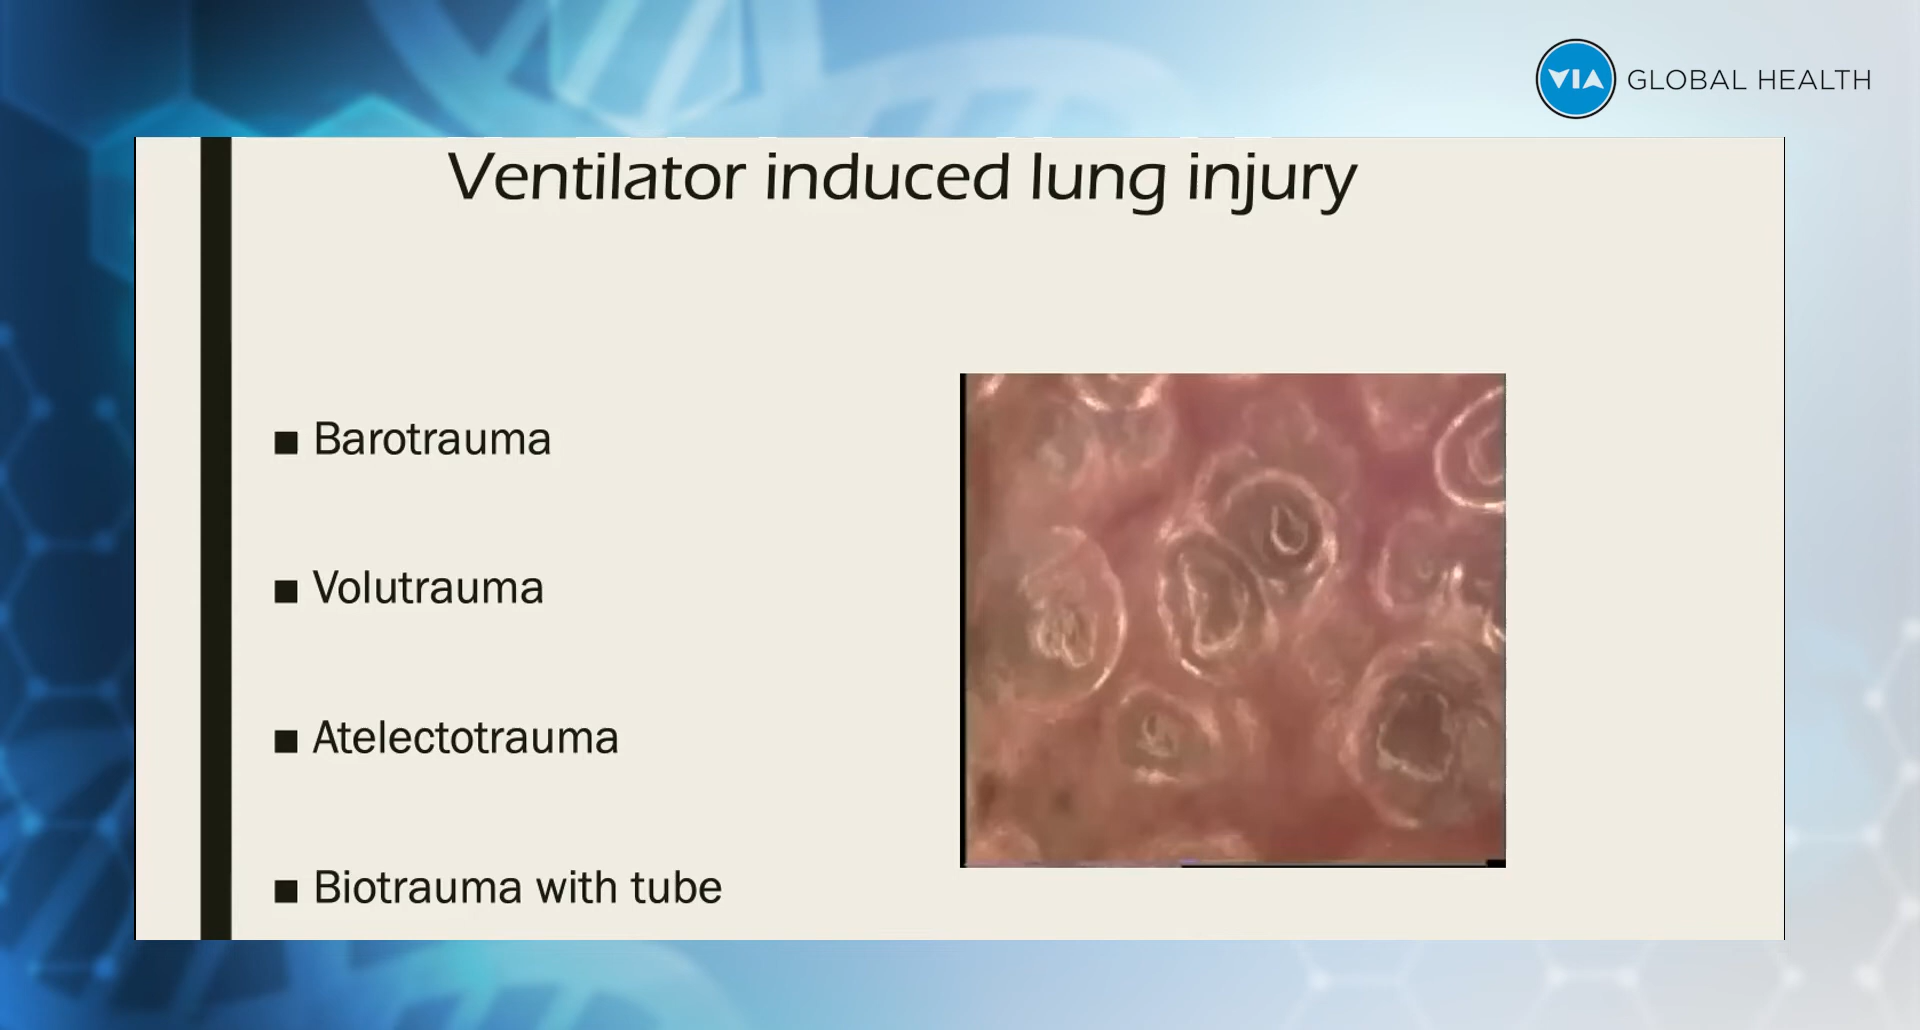 VIA GLOBAL HEALTH
Ventilator induced lung injury
■ Barotrauma
■ Volutrauma
■ Atelectotrauma
■ Biotrauma with tube